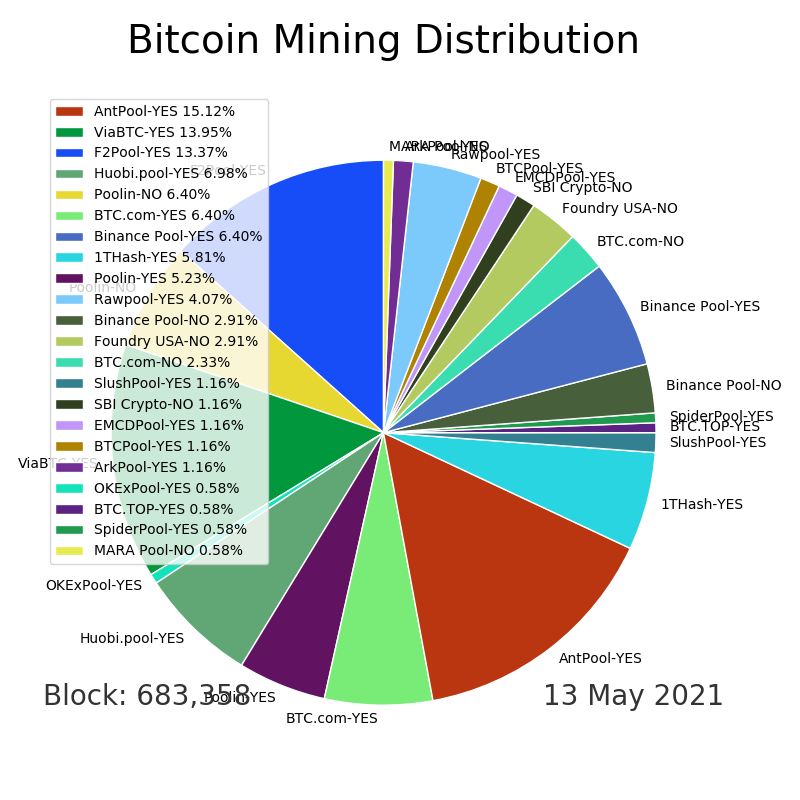 Bitcoin Mining Distribution
AntPool-YES 15.12%
ViaBTC-YES 13.95%
F2Pool-YES 13.37%
Huobi.pool-YES 6.98%
Poolin-NO 6.40%
BTC.com-YES 6.40%
Binance Pool-YES 6.40%
1THash-YES 5.81%
Poolin-YES 5.23%
Rawpool-YES 4.07%
Binance Pool-NO 2.91%
Foundry USA-NO 2.91%
BTC.com-NO 2.33%
SlushPool-YES 1.16%
SBI Crypto-NO 1.16%
EMCDPool-YES 1.16%
BTCPool-YES 1.16%
ArkPool-YES 1.16%
OKExPool-YES 0.58%
BTC.TOP-YES 0.58%
SpiderPool-YES 0.58%
MARA Pool-NO 0.58%
MARA Pool-NO
ArkPool-YES
Rawpool-YES
BTCPool-YES
EMCDPool-YES
SBI Crypto-NO
Foundry USA-NO
BTC.com-NO
Binance Pool-YES
Binance Pool-NO
SpiderPool-YES
BTC.TOP-YES
SlushPool-YES
1THash-YES
AntPool-YES
BTC.com-YES
Poolin-YES
Huobi.pool-YES
OKExPool-YES
ViaBTC-YES
Poolin-NO
F2Pool-YES
Block: 683,358
13 May 2021